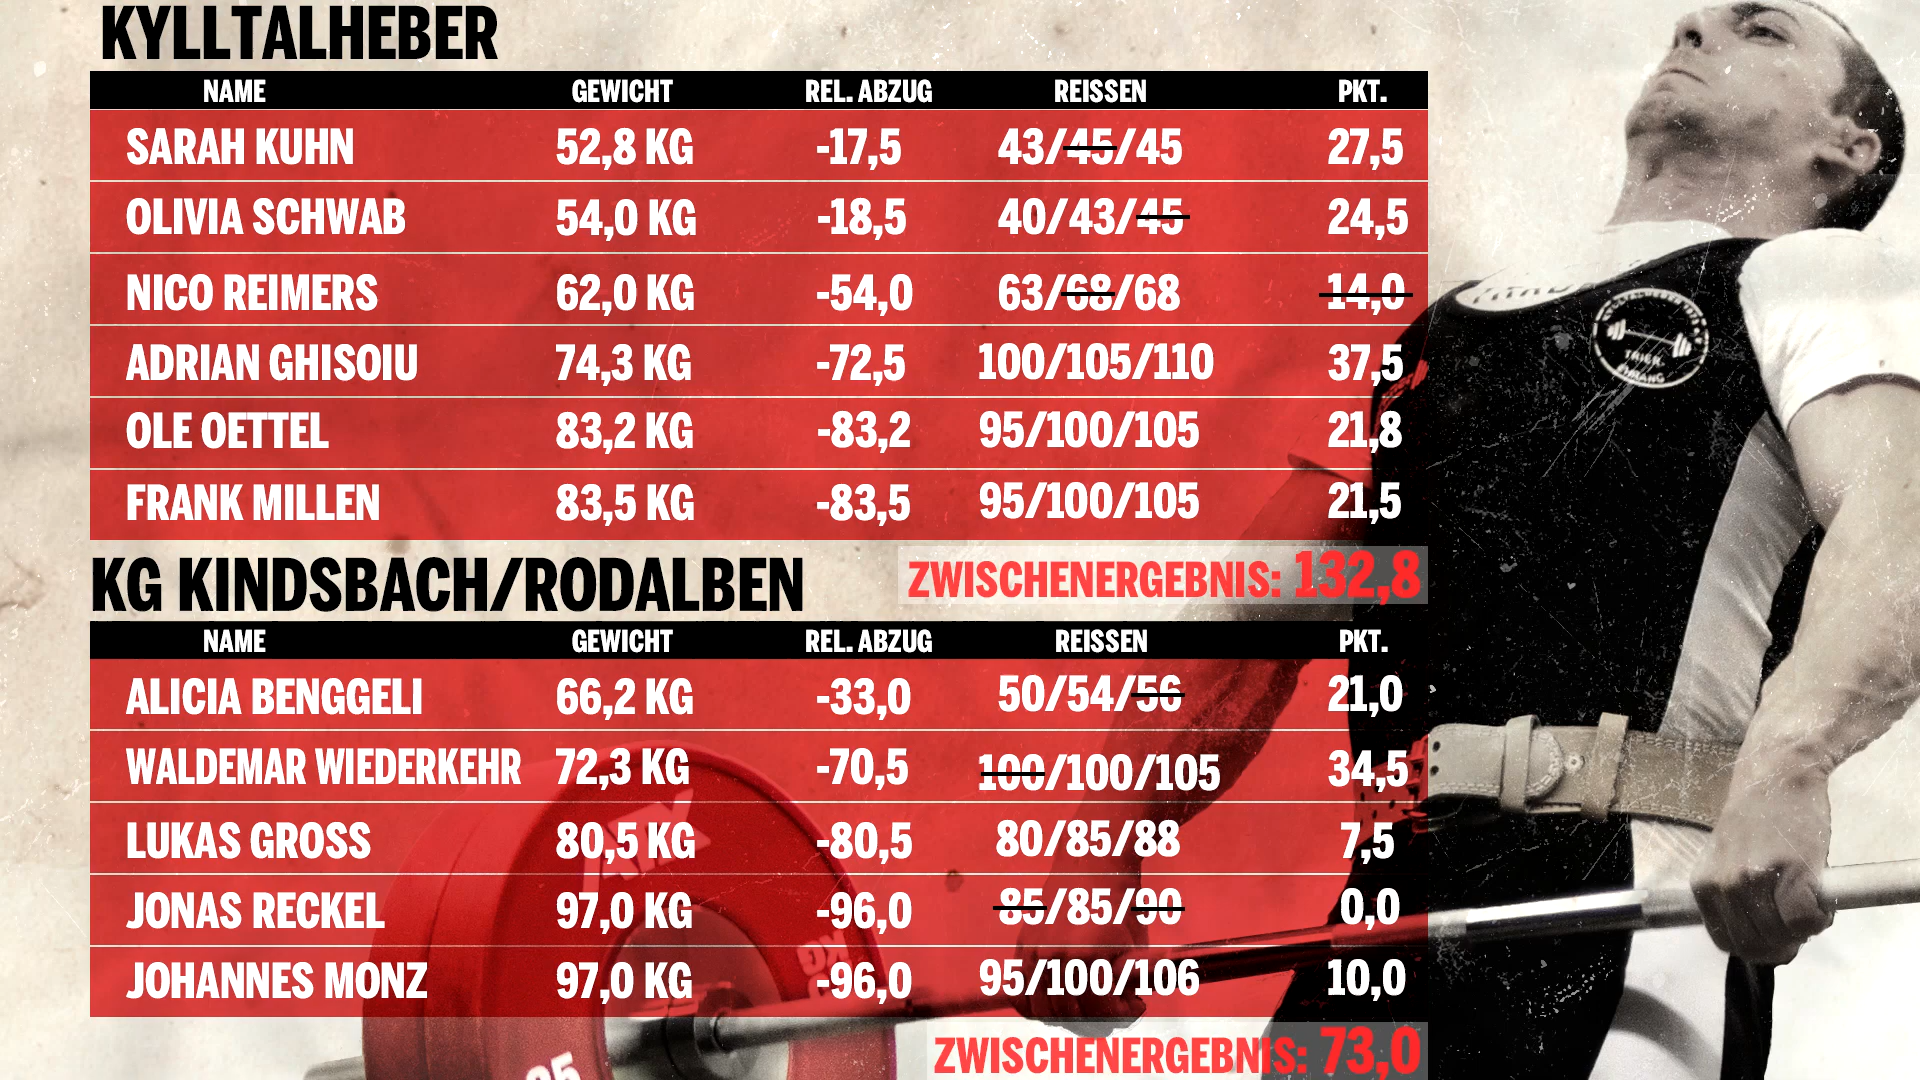 KYLLTALHEBER
NAME GEWICHT REL. ABZUG REISSEN PKT.
SARAH KUHN 52,8 KG -17,5 43/45/45 27,5
OLIVIA SCHWAB 54,0 KG -18,5 40/43/45 24,5
NICO REIMERS 62,0 KG -54,0 63/68/68 14,0
ADRIAN GHISOIU 74,3 KG -72,5 100/105/110 37,5
OLE OETTEL 83,2 KG -83,2 95/100/105 21,8
FRANK MILLEN 83,5 KG -83,5 95/100/105 21,5
ZWISCHENERGEBNIS: 132,8
KG KINDSBACH/RODALBEN
NAME GEWICHT REL. ABZUG REISSEN PKT.
ALICIA BENGGELI 66,2 KG -33,0 50/54/56 21,0
WALDEMAR WIEDERKEHR 72,3 KG -70,5 100/100/105 34,5
LUKAS GROSS 80,5 KG -80,5 80/85/88 7,5
JONAS RECKEL 97,0 KG -96,0 85/85/90 0,0
JOHANNES MONZ 97,0 KG -96,0 95/100/106 10,0
ZWISCHENERGEBNIS: 73,0
TRIER
EHRANG
KG
25